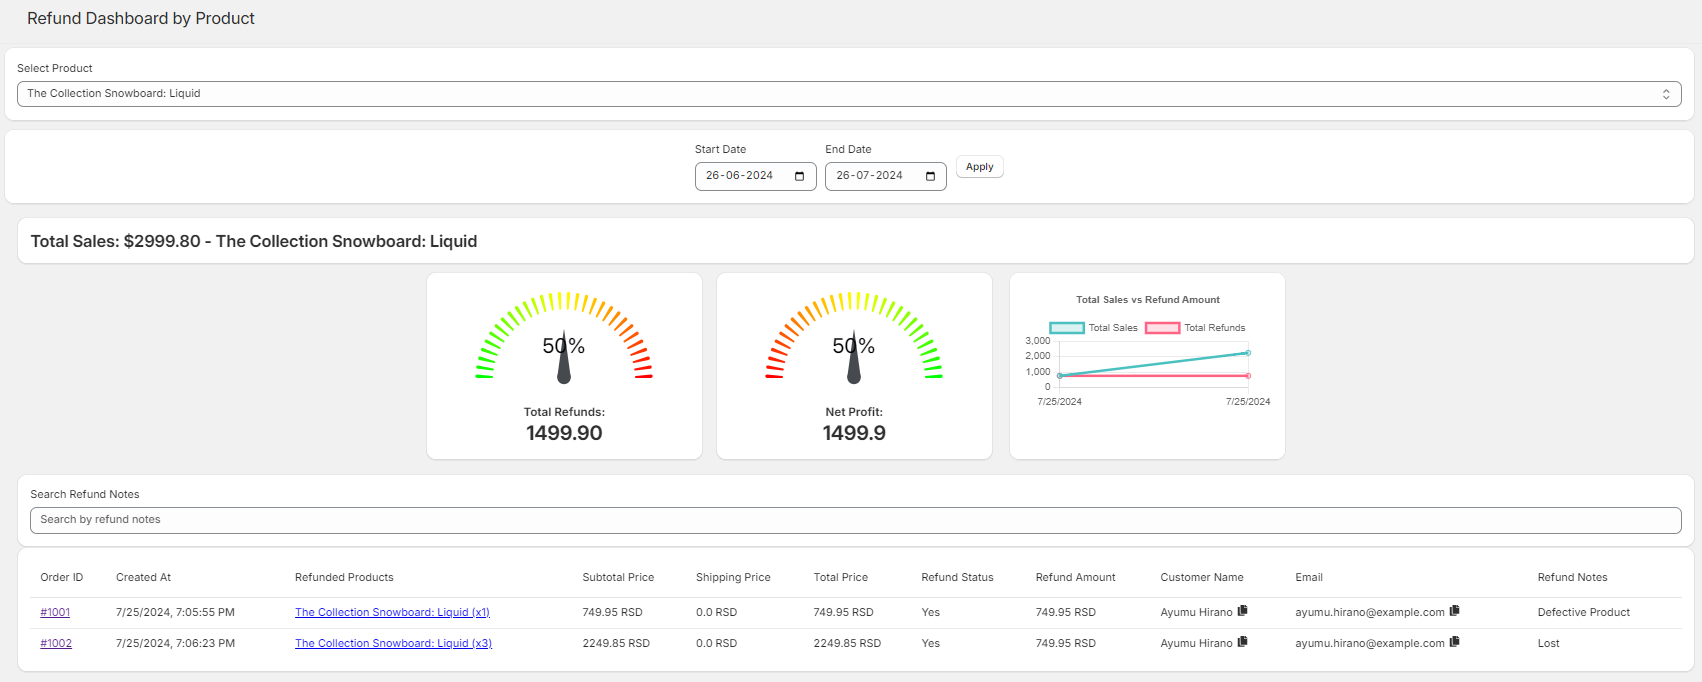 Refund Dashboard by Product
Select Product
The Collection Snowboard: Liquid
Start Date End Date
26-06-2024 26-07-2024 Apply
Total Sales: $2999.80 - The Collection Snowboard: Liquid
50%
Total Refunds:
1499.90
50%
Net Profit:
1499.9
Total Sales vs Refund Amount
Total Sales Total Refunds
3,000
2,000
1,000
0
7/25/2024 7/25/2024
Search Refund Notes
Search by refund notes
Order ID Created At Refunded Products Subtotal Price Shipping Price Total Price Refund Status Refund Amount Customer Name Email Refund Notes
#1001 7/25/2024, 7:05:55 PM The Collection Snowboard: Liquid (x1) 749.95 RSD 0.0 RSD 749.95 RSD Yes 749.95 RSD Ayumu Hirano ayumu.hirano@example.com Defective Product
#1002 7/25/2024, 7:06:23 PM The Collection Snowboard: Liquid (x3) 2249.85 RSD 0.0 RSD 2249.85 RSD Yes 749.95 RSD Ayumu Hirano ayumu.hirano@example.com Lost